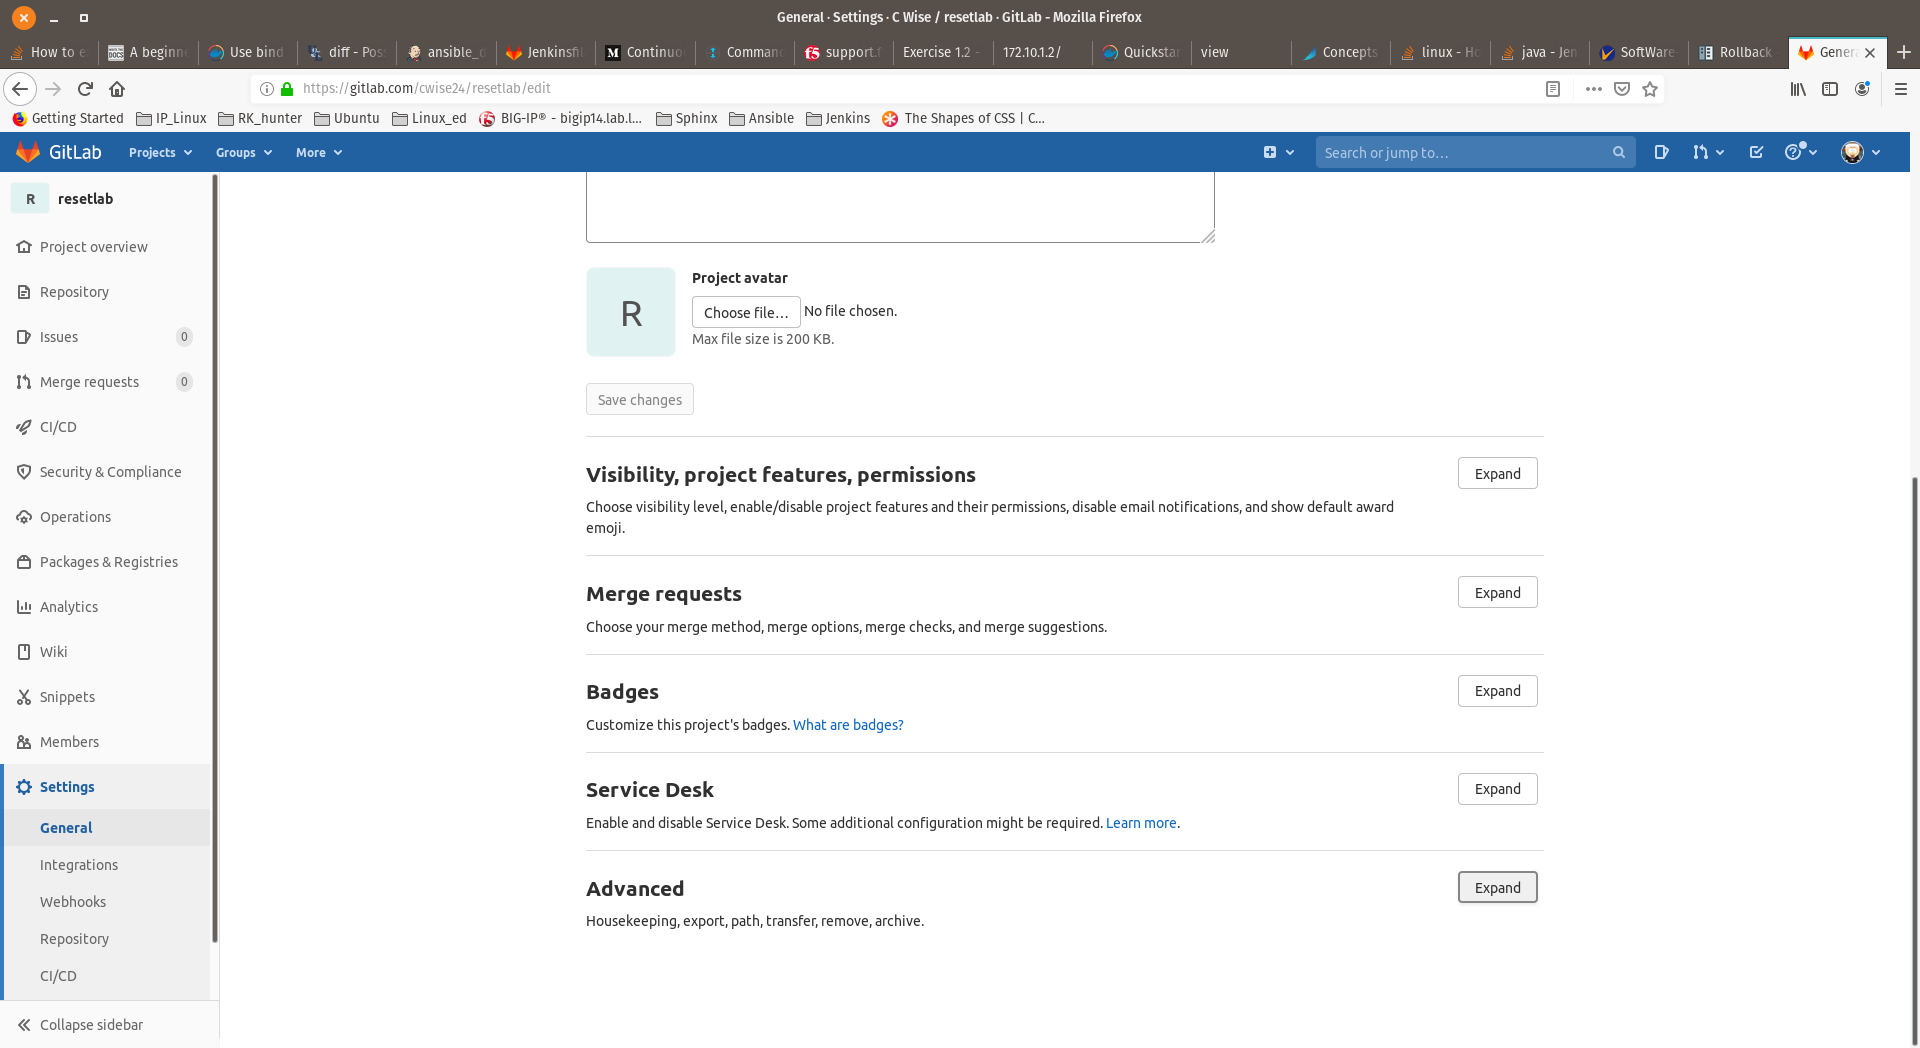 General · Settings · C Wise / resetlab · GitLab - Mozilla Firefox
How to e
A beginne
Use bind
diff - Pos
ansible_d
Jenkinsfi
Continuo
Comman
support.f
Exercise 1.2 -
172.10.1.2/
Quickstar
view
Concepts
linux - Ho
java - Jen
SoftWare
Rollback
Genera
https://gitlab.com/cwise24/resetlab/edit
Getting Started
IP_Linux
RK_hunter
Ubuntu
Linux_ed
BIG-IP® - bigip14.lab.l...
Sphinx
Ansible
Jenkins
The Shapes of CSS | C...
GitLab
Projects
Groups
More
Search or jump to...
R resetlab
Project overview
Repository
Issues 0
Merge requests 0
CI/CD
Security & Compliance
Operations
Packages & Registries
Analytics
Wiki
Snippets
Members
Settings
General
Integrations
Webhooks
Repository
CI/CD
Collapse sidebar
R
Project avatar
Choose file... No file chosen.
Max file size is 200 KB.
Save changes
Visibility, project features, permissions
Expand
Choose visibility level, enable/disable project features and their permissions, disable email notifications, and show default award
emoji.
Merge requests
Expand
Choose your merge method, merge options, merge checks, and merge suggestions.
Badges
Expand
Customize this project's badges. What are badges?
Service Desk
Expand
Enable and disable Service Desk. Some additional configuration might be required. Learn more.
Advanced
Expand
Housekeeping, export, path, transfer, remove, archive.